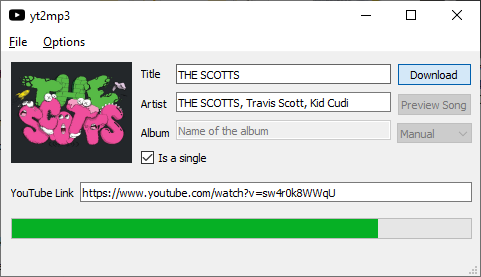 yt2mp3
File Options
THE SCOTTS
Title THE SCOTTS Download
Artist THE SCOTTS, Travis Scott, Kid Cudi Preview Song
Album Name of the album Manual
Is a single
YouTube Link https://www.youtube.com/watch?v=sw4r0k8WWqU